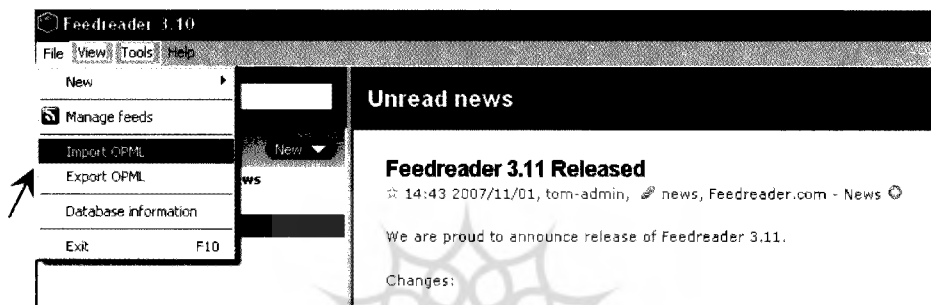 Feedreader 3.10
File View Tools Help
New
Manage feeds
Import OPML
Export OPML
Database information
Exit F10
New
ws
Unread news
Feedreader 3.11 Released
14:43 2007/11/01, tom-admin, news, Feedreader.com - News
We are proud to announce release of Feedreader 3.11.
Changes: